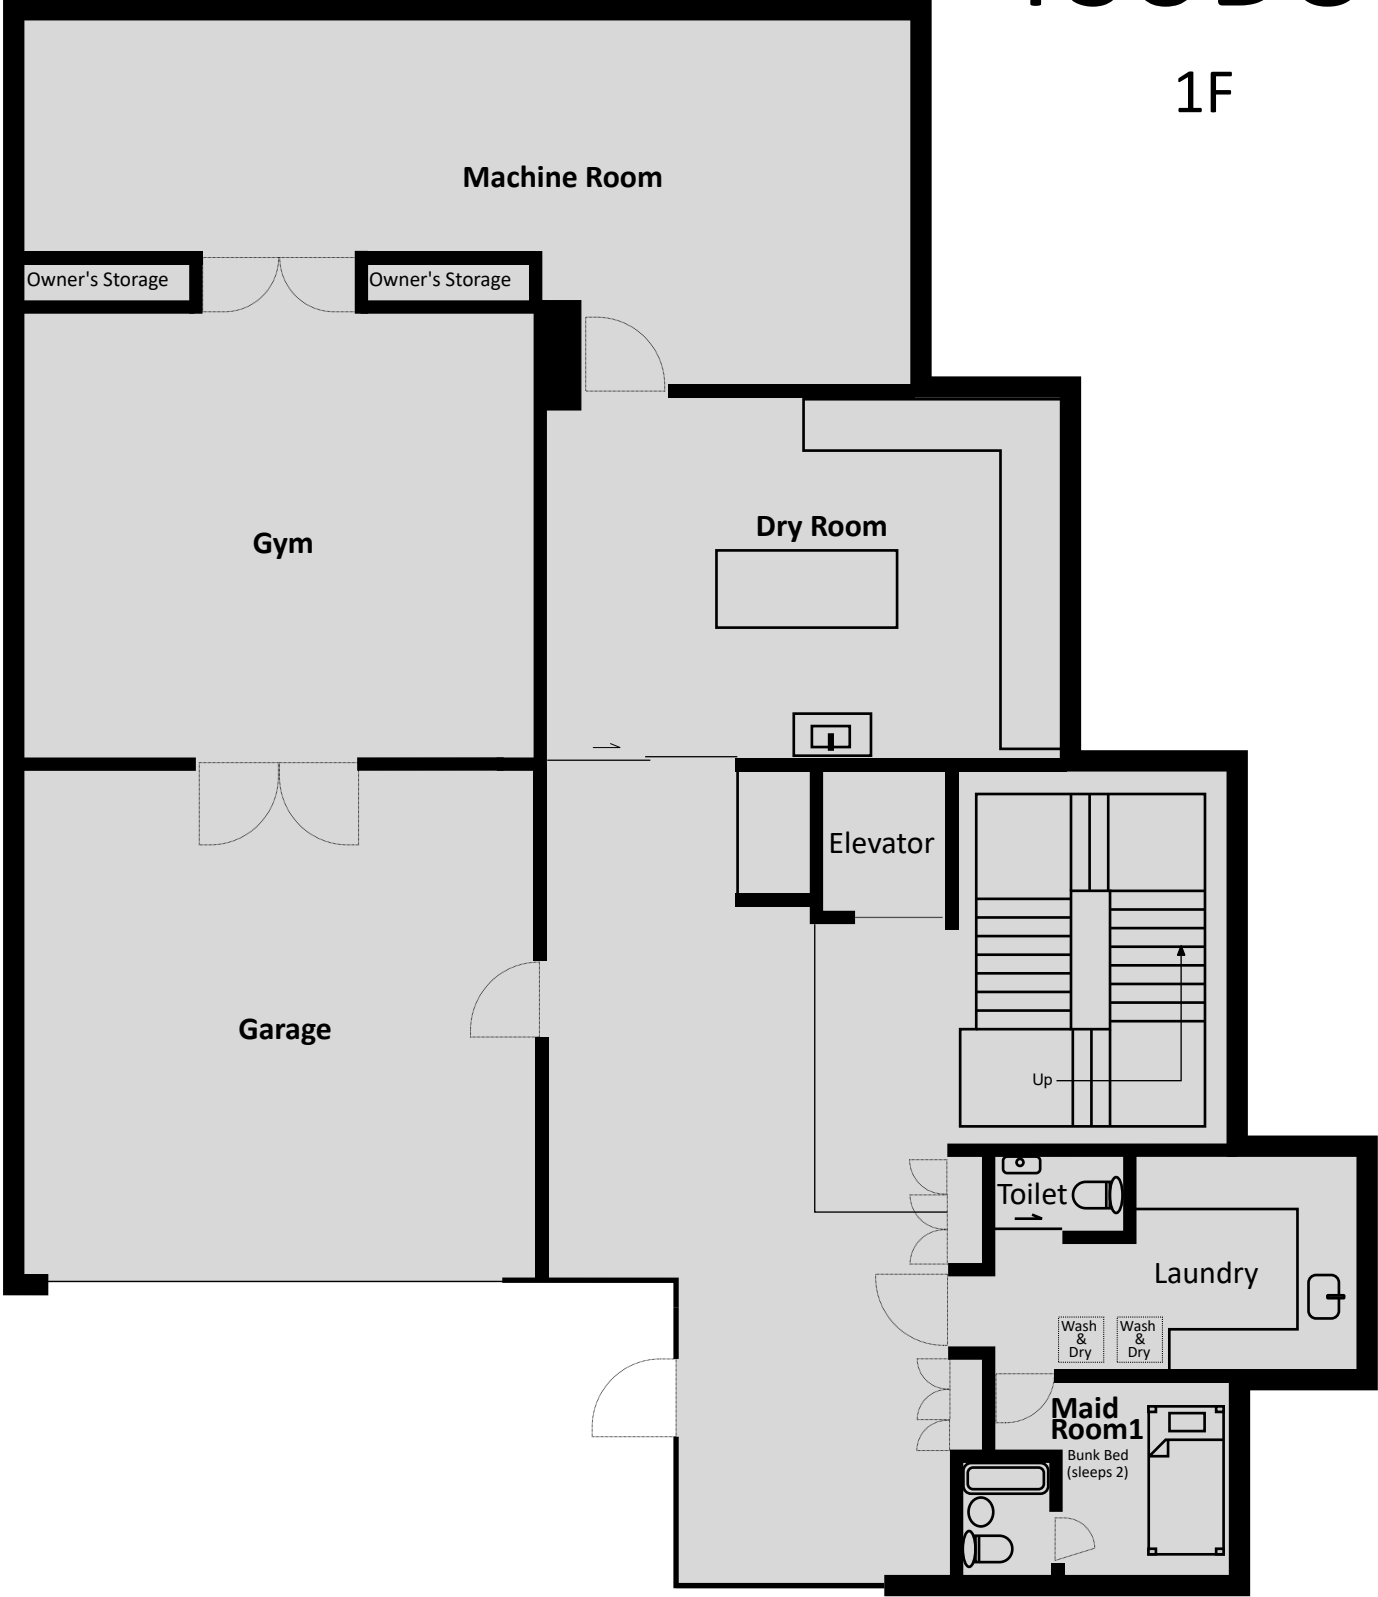 1F
Machine Room
Owner's Storage
Owner's Storage
Gym
Dry Room
Elevator
Garage
Up
Toilet
Laundry
Wash
&
Dry
Wash
&
Dry
Maid
Room1
Bunk Bed
(sleeps 2)